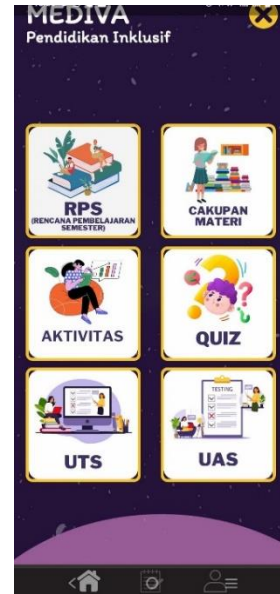 MEDIVA
Pendidikan Inklusif
RPS
(RENCANA PEMBELAJARAN
SEMESTER)
CAKUPAN
MATERI
AKTIVITAS
QUIZ
UTS
TESTING
UAS